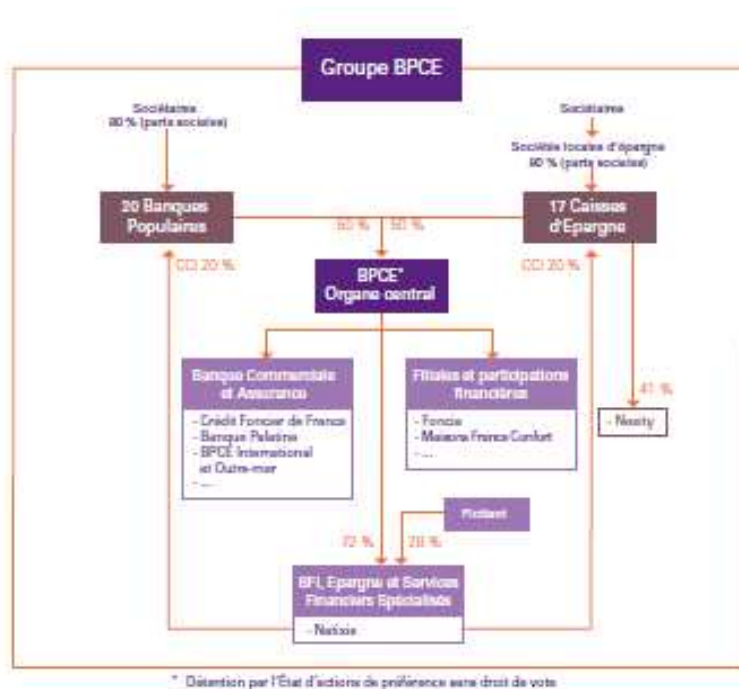 Groupe BPCE
Sociétaires
80 % (parts sociales)
Sociétaires
Sociétés locales d'épargne
80 % (parts sociales)
20 Banques
Populaires
17 Caisses
d'Epargne
50 %
50 %
CCI 20 %
CCI 20 %
BPCE*
Organe central
Banque Commerciale
et Assurance
- Crédit Foncier de France
- Banque Palatine
- BPCE International
et Outre-mer
- ...
Filiales et participations
financières
- Foncia
- Maisons France Confort
- ...
41 %
- Nexity
Flottant
72 %
28 %
BFI, Epargne et Services
Financiers Spécialisés
- Natixis
* Détention par l'État d'actions de préférence sans droit de vote